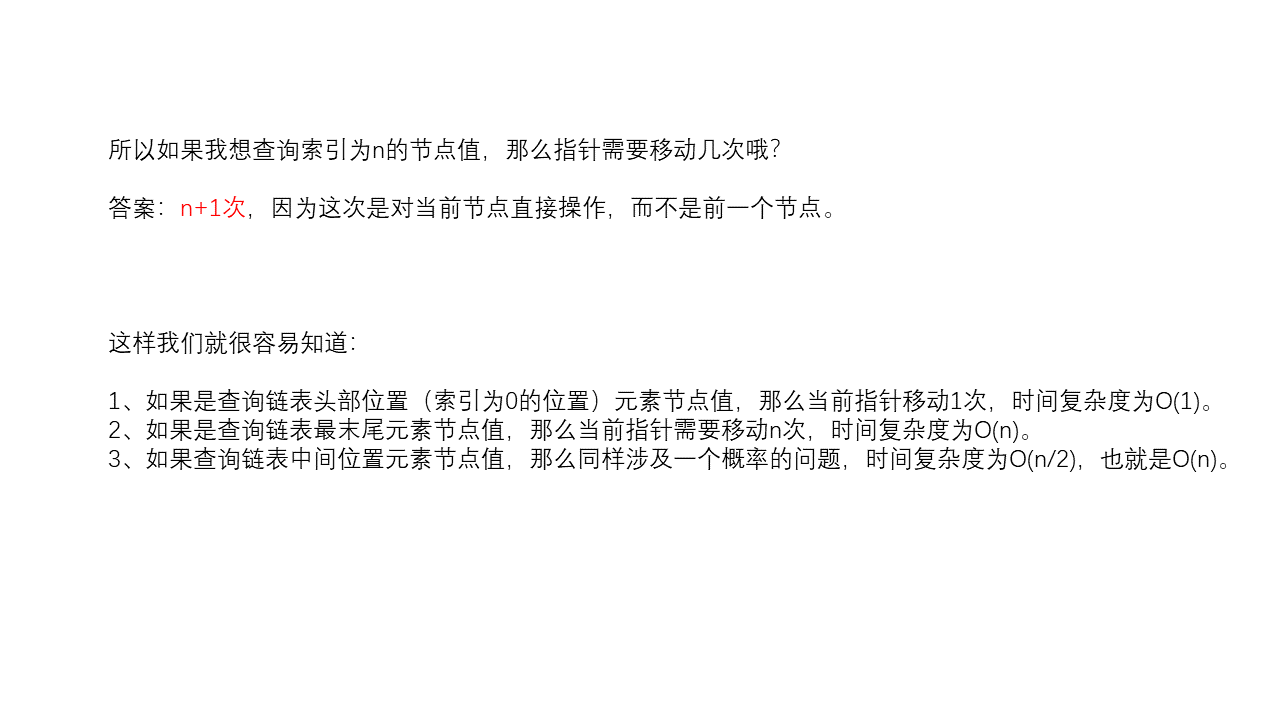 所以如果我想查询索引为n的节点值，那么指针需要移动几次哦？
答案：n+1次，因为这次是对当前节点直接操作，而不是前一个节点。
这样我们就很容易知道：
1、如果是查询链表头部位置（索引为0的位置）元素节点值，那么当前指针移动1次，时间复杂度为O(1)。
2、如果是查询链表最末尾元素节点值，那么当前指针需要移动n次，时间复杂度为O(n)。
3、如果查询链表中间位置元素节点值，那么同样涉及一个概率的问题，时间复杂度为O(n/2)，也就是O(n)。